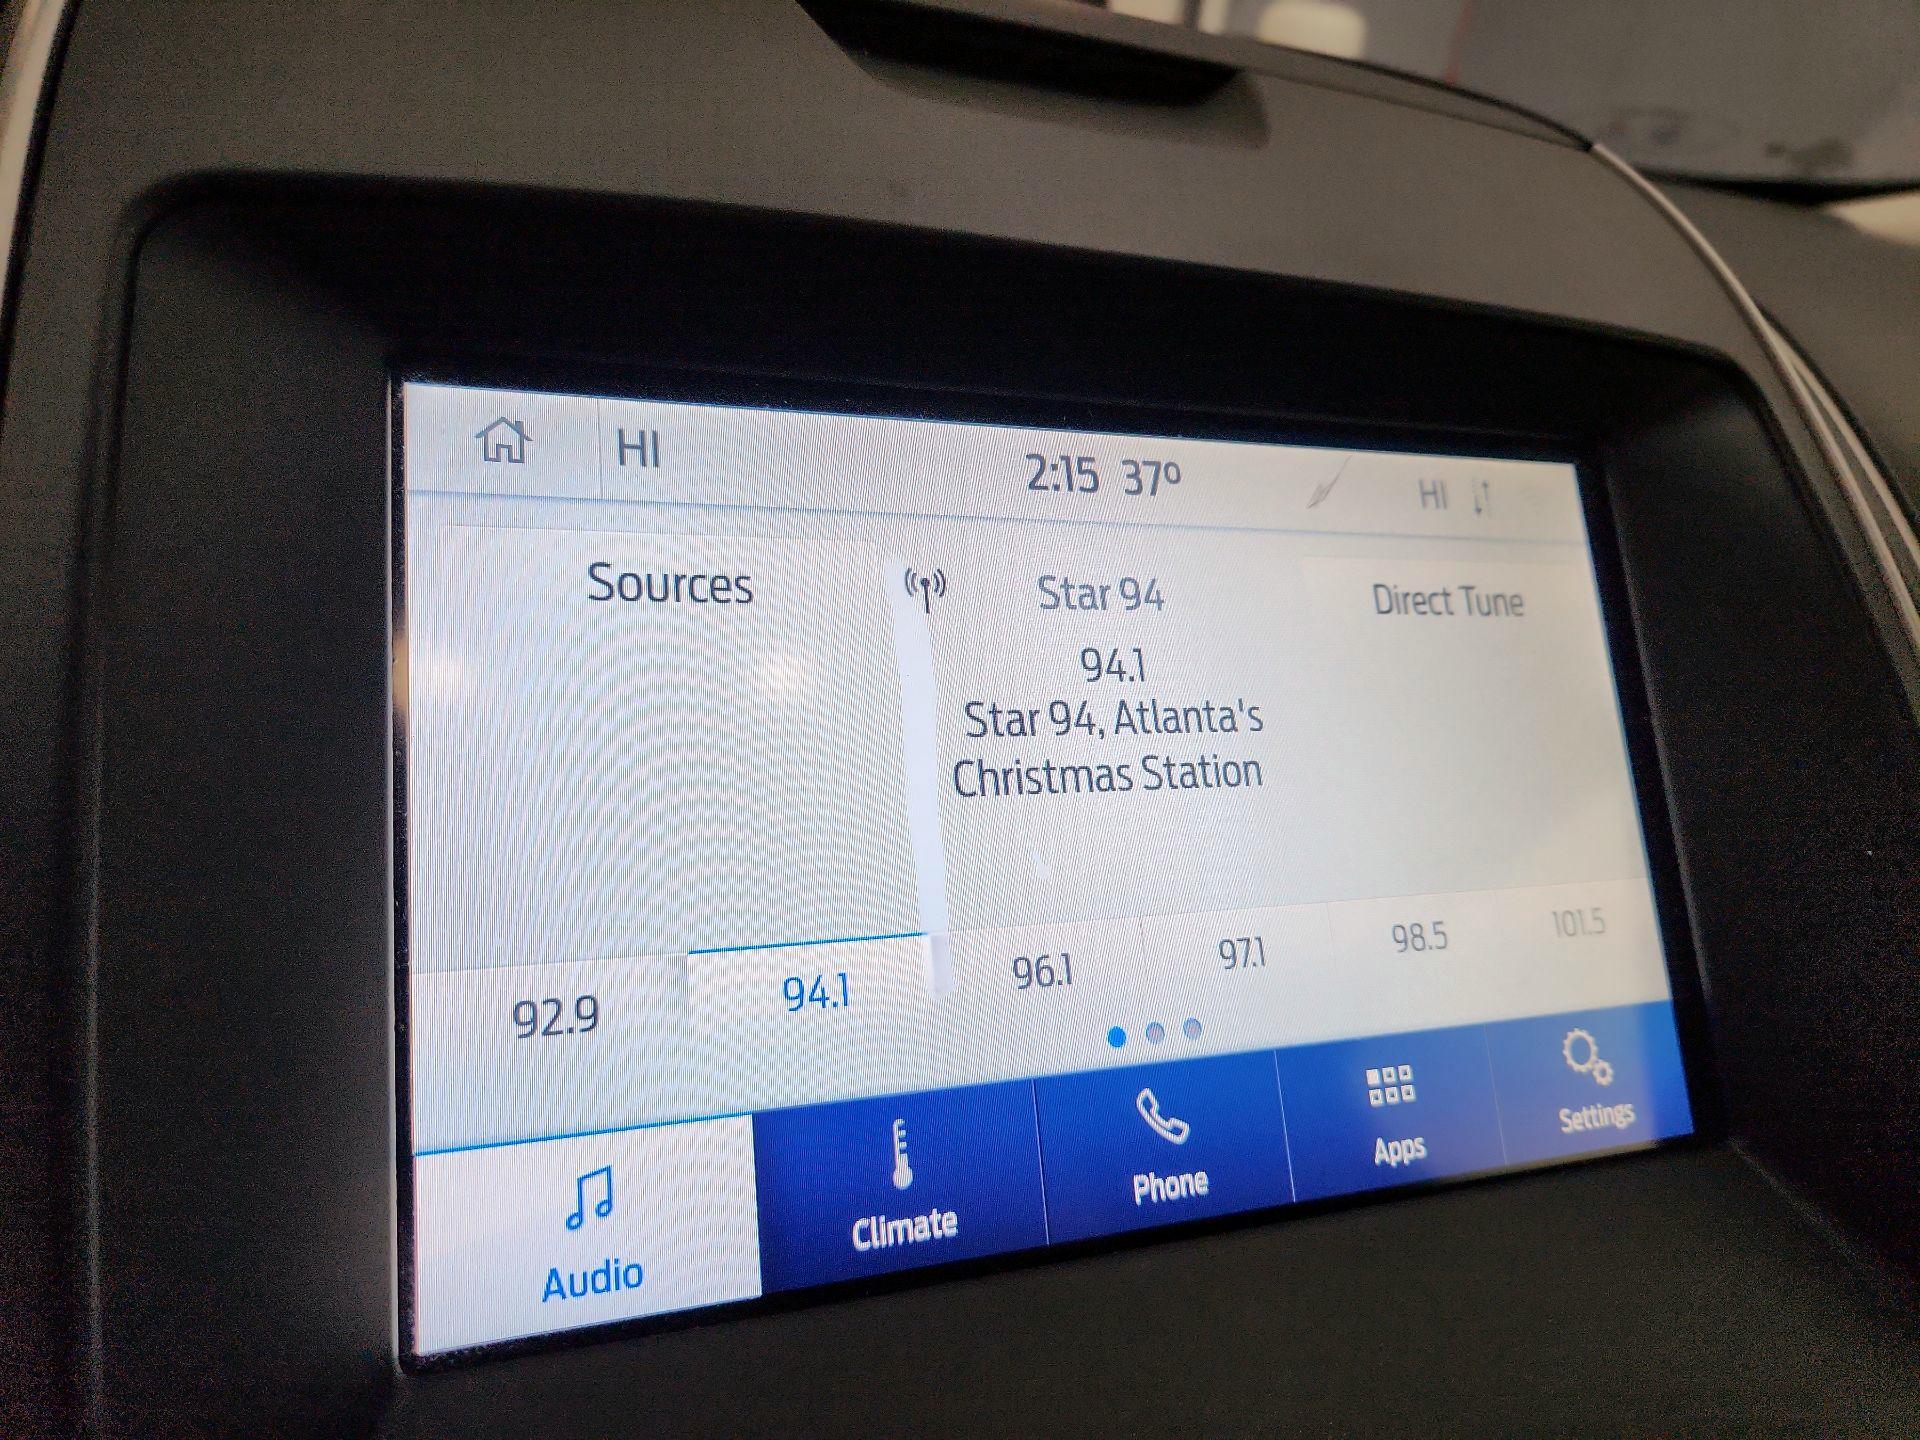 HI 2:15 37° HI
Sources
Star 94
Direct Tune
94.1
Star 94, Atlanta's
Christmas Station
92.9 94.1 96.1 97.1 98.5 101.5
Audio Climate Phone Apps Settings